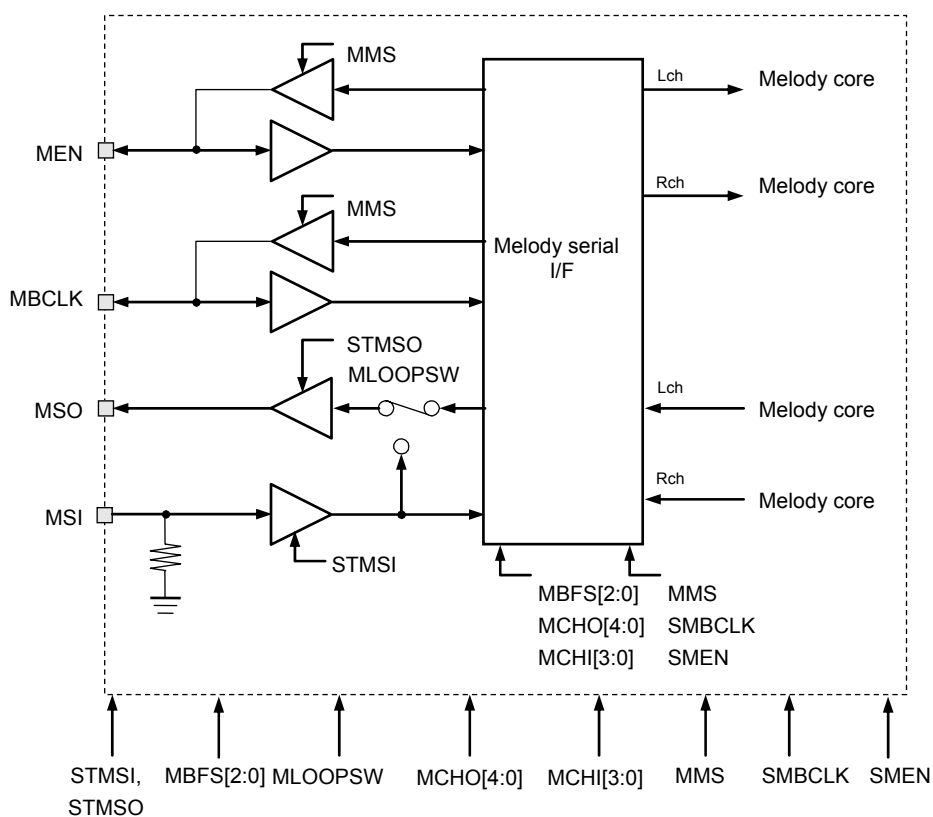 MMS
Lch
Melody core
MEN
Rch
Melody core
MMS
Melody serial
I/F
MBCLK
STMSO
MLOOPSW
Lch
MSO
Melody core
Rch
MSI
Melody core
STMSI
MBFS[2:0] MMS
MCHO[4:0] SMBCLK
MCHI[3:0] SMEN
STMSI,
STMSO
MBFS[2:0]
MLOOPSW
MCHO[4:0]
MCHI[3:0]
MMS
SMBCLK
SMEN